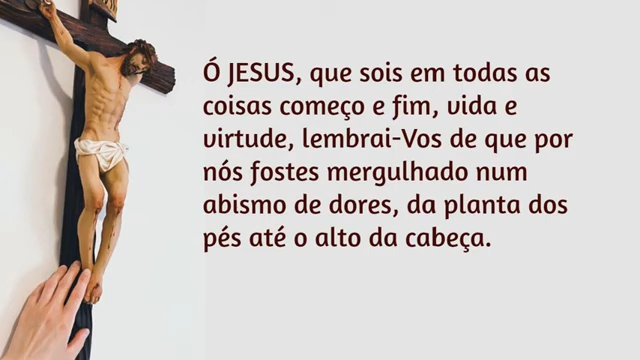 Ó JESUS, que sois em todas as
coisas começo e fim, vida e
virtude, lembrai-Vos de que por
nós fostes mergulhado num
abismo de dores, da planta dos
pés até o alto da cabeça.